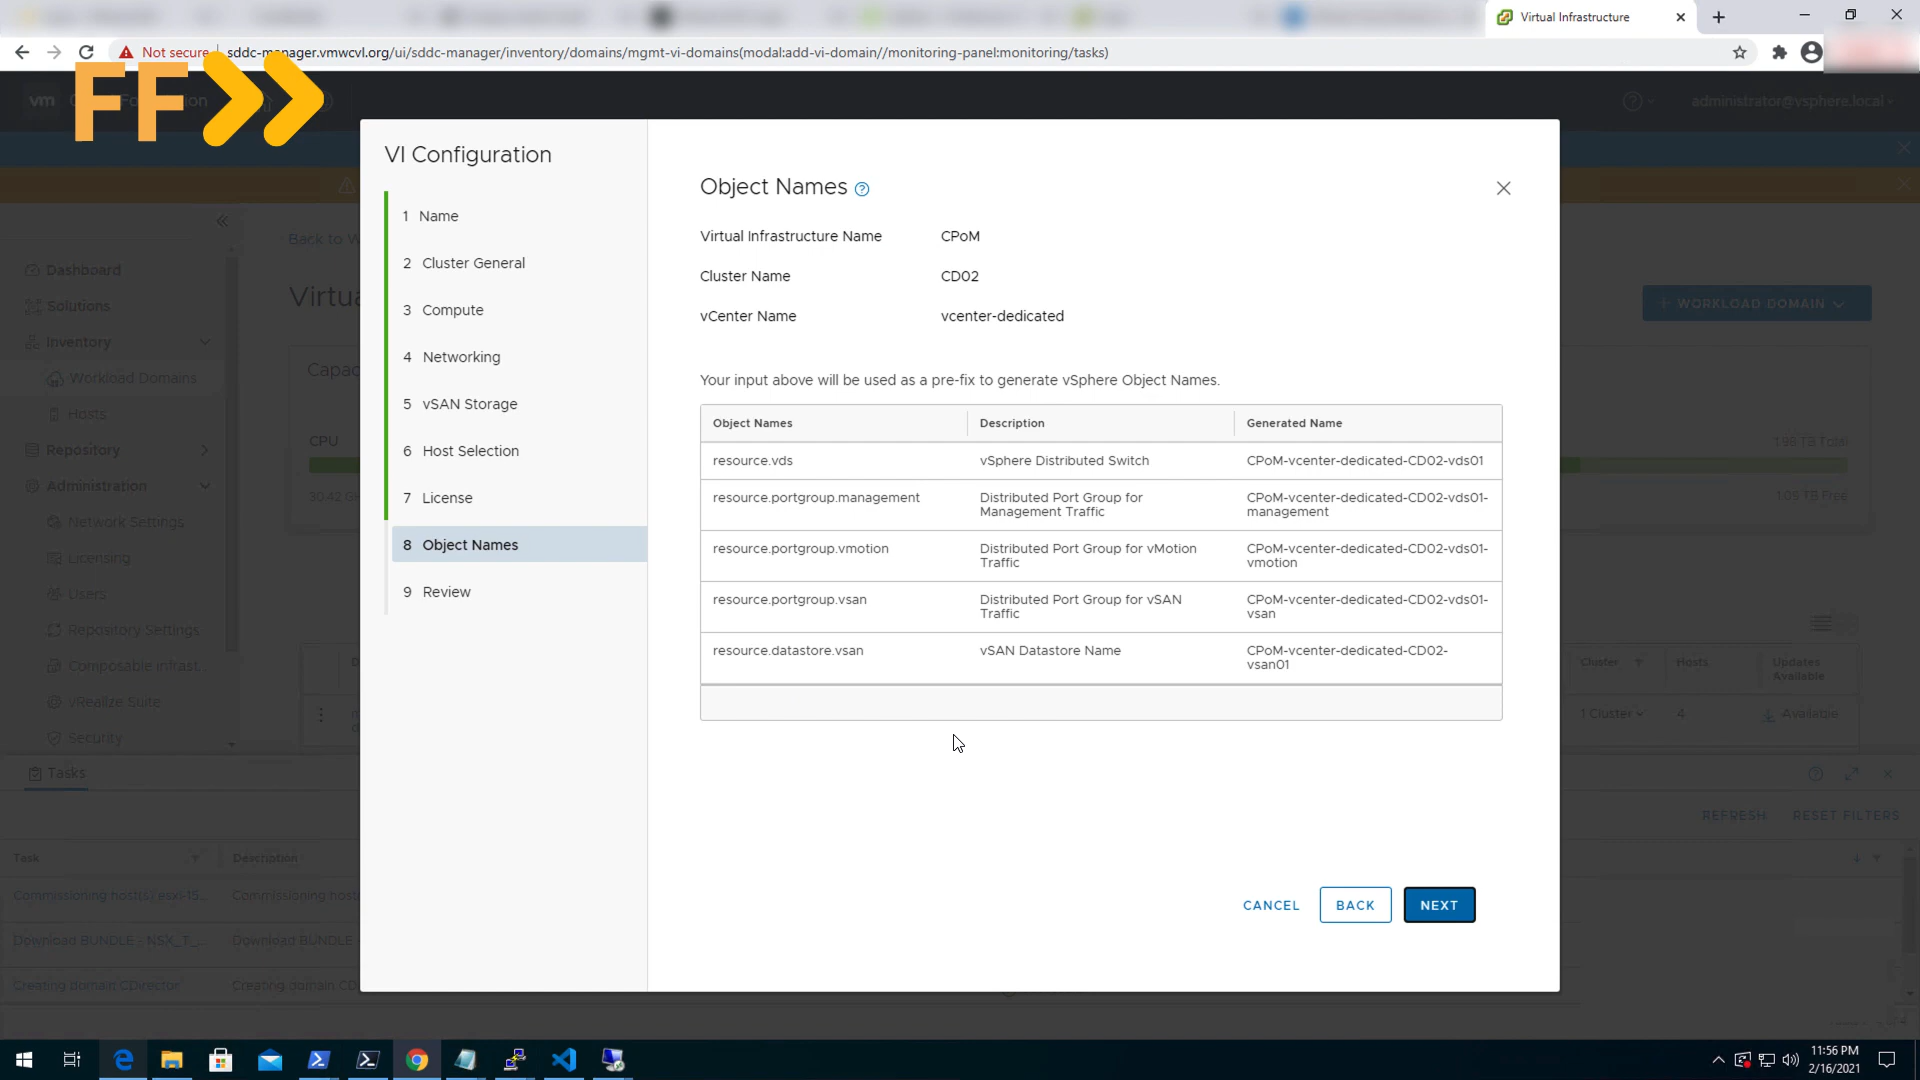 Virtual Infrastructure
Not secure
sddc-manager.vmwcvl.org/ui/sddc-manager/inventory/domains/mgmt-vi-domains(modal:add-vi-domain//monitoring-panel:monitoring/tasks)
FF
vm
administrator@vsphere.local
VI Configuration
1 Name
2 Cluster General
3 Compute
4 Networking
5 vSAN Storage
6 Host Selection
7 License
8 Object Names
9 Review
Object Names
Virtual Infrastructure Name CPoM
Cluster Name CD02
vCenter Name vcenter-dedicated
Your input above will be used as a pre-fix to generate vSphere Object Names.
Object Names Description Generated Name
resource.vds vSphere Distributed Switch CPoM-vcenter-dedicated-CD02-vds01
resource.portgroup.management Distributed Port Group for CPoM-vcenter-dedicated-CD02-vds01-
Management Traffic management
resource.portgroup.vmotion Distributed Port Group for vMotion CPoM-vcenter-dedicated-CD02-vds01-
Traffic vmotion
resource.portgroup.vsan Distributed Port Group for vSAN CPoM-vcenter-dedicated-CD02-vds01-
Traffic vsan
resource.datastore.vsan vSAN Datastore Name CPoM-vcenter-dedicated-CD02-
vsan01
CANCEL BACK NEXT
Back to W
Virtu
Dashboard
Solutions
Inventory
Workload Domains
Hosts
Repository
Administration
Network Settings
Licensing
Users
Repository Settings
Composable Infrast...
vRealize Suite
Security
Capac
CPU
+ WORKLOAD DOMAIN
1.05 TB Free
Cluster Hosts Updates
Available
1 Cluster 4 Available
Tasks
REFRESH RESET FILTERS
Task Description
Commissioning host(s) esxi-15... Commissioning host
Download BUNDLE - NSX_T_... Download BUNDLE
Creating domain CDirector Creating domain CD
11:56 PM
2/16/2021